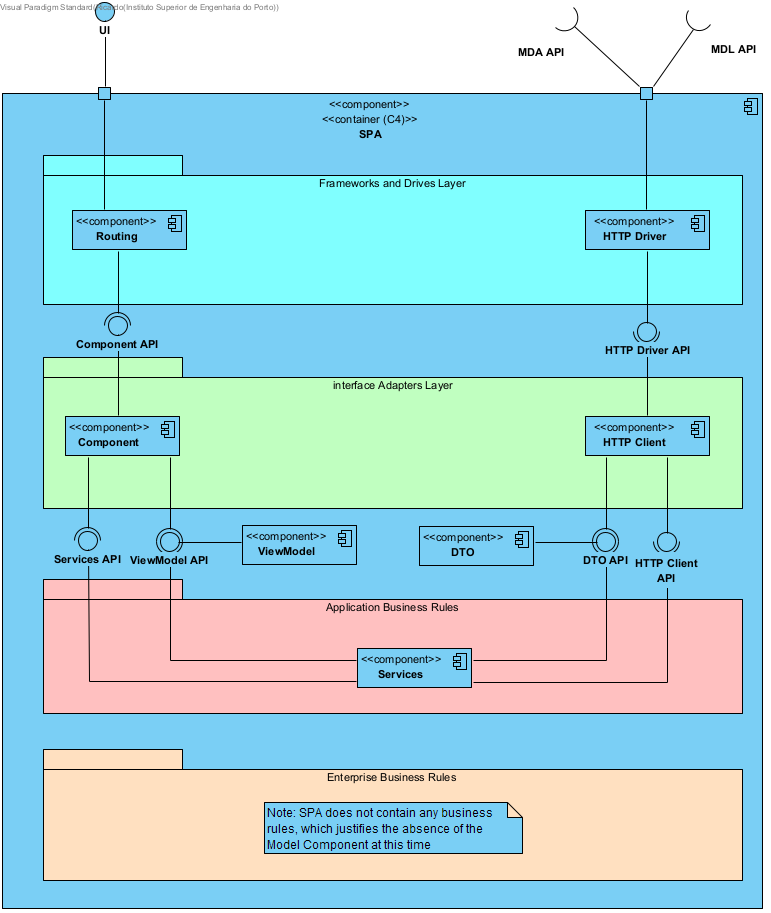 Visual Paradigm Standard(Ricardo(Instituto Superior de Engenharia do Porto))
UI
MDA API
MDL API
<<component>>
<<container (C4)>>
SPA
Frameworks and Drives Layer
<<component>>
Routing
<<component>>
HTTP Driver
Component API
HTTP Driver API
interface Adapters Layer
<<component>>
Component
<<component>>
HTTP Client
Services API
ViewModel API
<<component>>
ViewModel
<<component>>
DTO
DTO API
HTTP Client
API
Application Business Rules
<<component>>
Services
Enterprise Business Rules
Note: SPA does not contain any business
rules, which justifies the absence of the
Model Component at this time